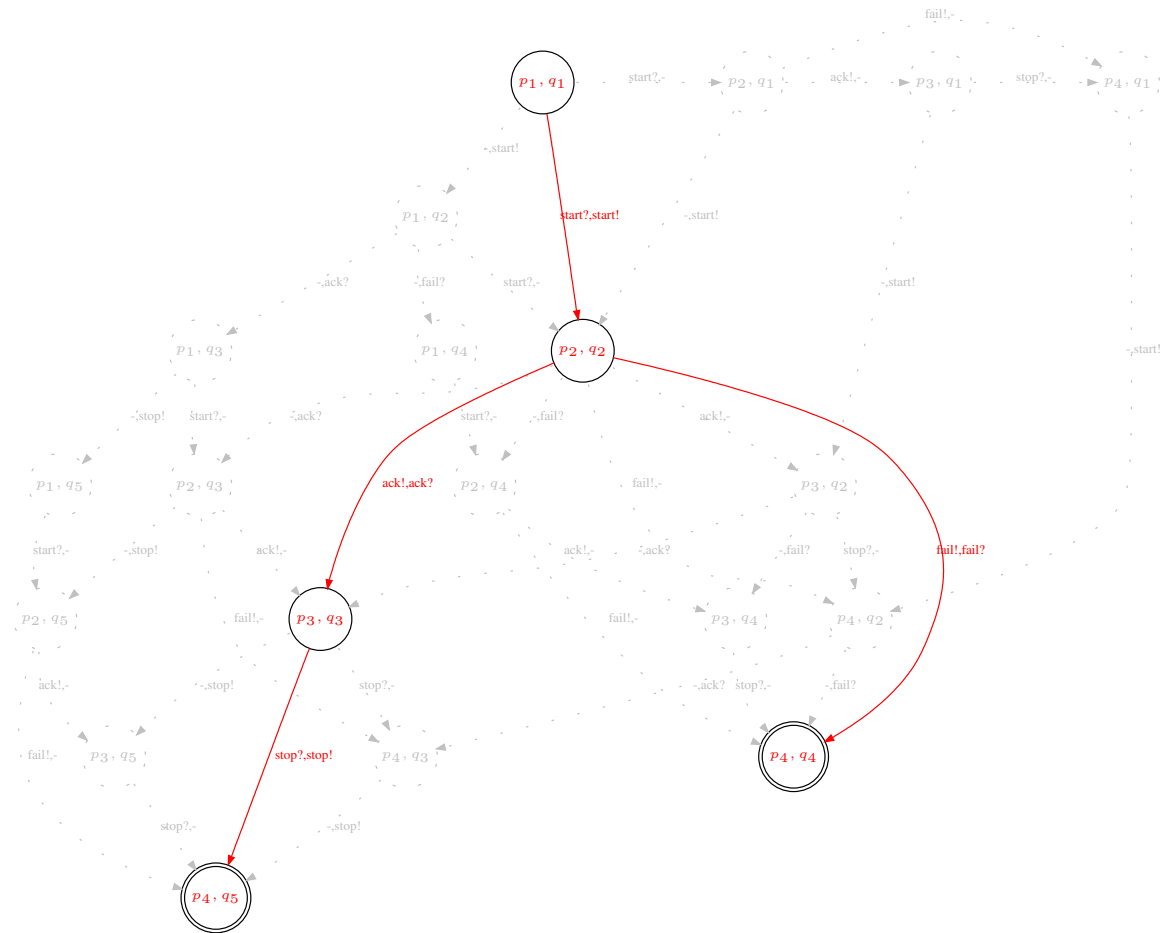 fail!,-
p1, q1
start?,-
p2, q1
ack!,-
p3, q1
stop?,-
p4, q1
-,start!
p1, q2
start?,start!
-,start!
-,ack?
-,fail?
start?,-
-,start!
p1, q3
p1, q4
p2, q2
-,start!
-,stop!
start?,-
-,ack?
start?,-
-,fail?
ack!,-
p1, q5
p2, q3
ack!,ack?
p2, q4
fail!,-
p3, q2
start?,-
-,stop!
ack!,-
ack!,-
-,ack?
-,fail?
stop?,-
fail!,fail?
p2, q5
fail!,-
p3, q3
fail!,-
p3, q4
p4, q2
ack!,-
-,stop!
stop?,-
-,ack?
stop?,-
-,fail?
fail!,-
p3, q5
stop?,stop!
p4, q3
p4, q4
stop?,-
-,stop!
p4, q5